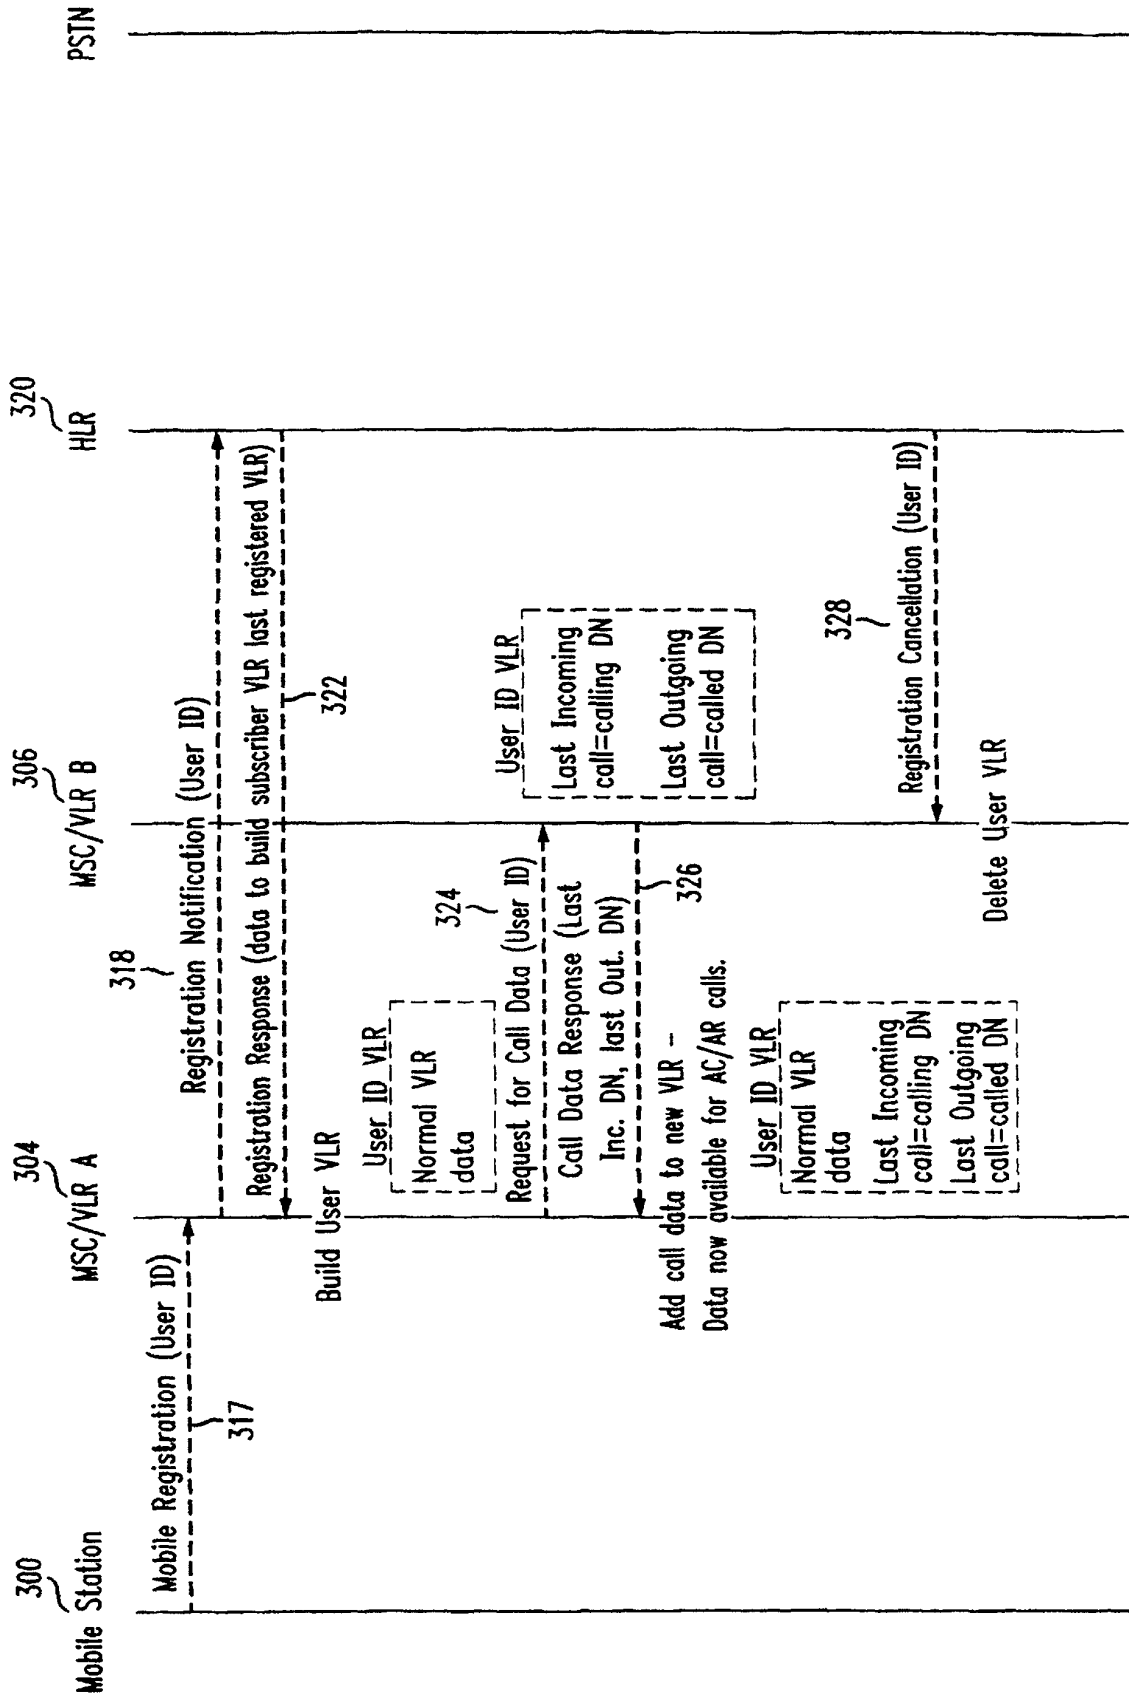 300
Mobile Station
304
MSC/VLR A
306
MSC/VLR B
320
HLR
PSTN
Mobile Registration (User ID)
317
318
Registration Notification (User ID)
Registration Response (data to build subscriber VLR last registered VLR)
322
Build User VLR
User ID VLR
Normal VLR
data
324
Request for Call Data (User ID)
User ID VLR
Last Incoming
call=calling DN
Last Outgoing
call=called DN
Call Data Response (Last
Inc. DN, last Out. DN)
326
Add call data to new VLR –
Data now available for AC/AR calls.
User ID VLR
Normal VLR
data
Last Incoming
call=calling DN
Last Outgoing
call=called DN
328
Registration Cancellation (User ID)
Delete User VLR